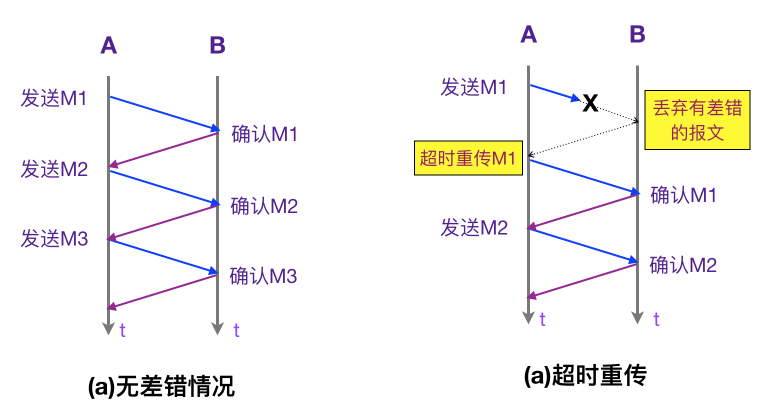 A
B
发送M1
确认M1
发送M2
确认M2
发送M3
确认M3
t
t
(a)无差错情况
A
B
发送M1
X
丢弃有差错
的报文
超时重传M1
确认M1
发送M2
确认M2
t
t
(a)超时重传